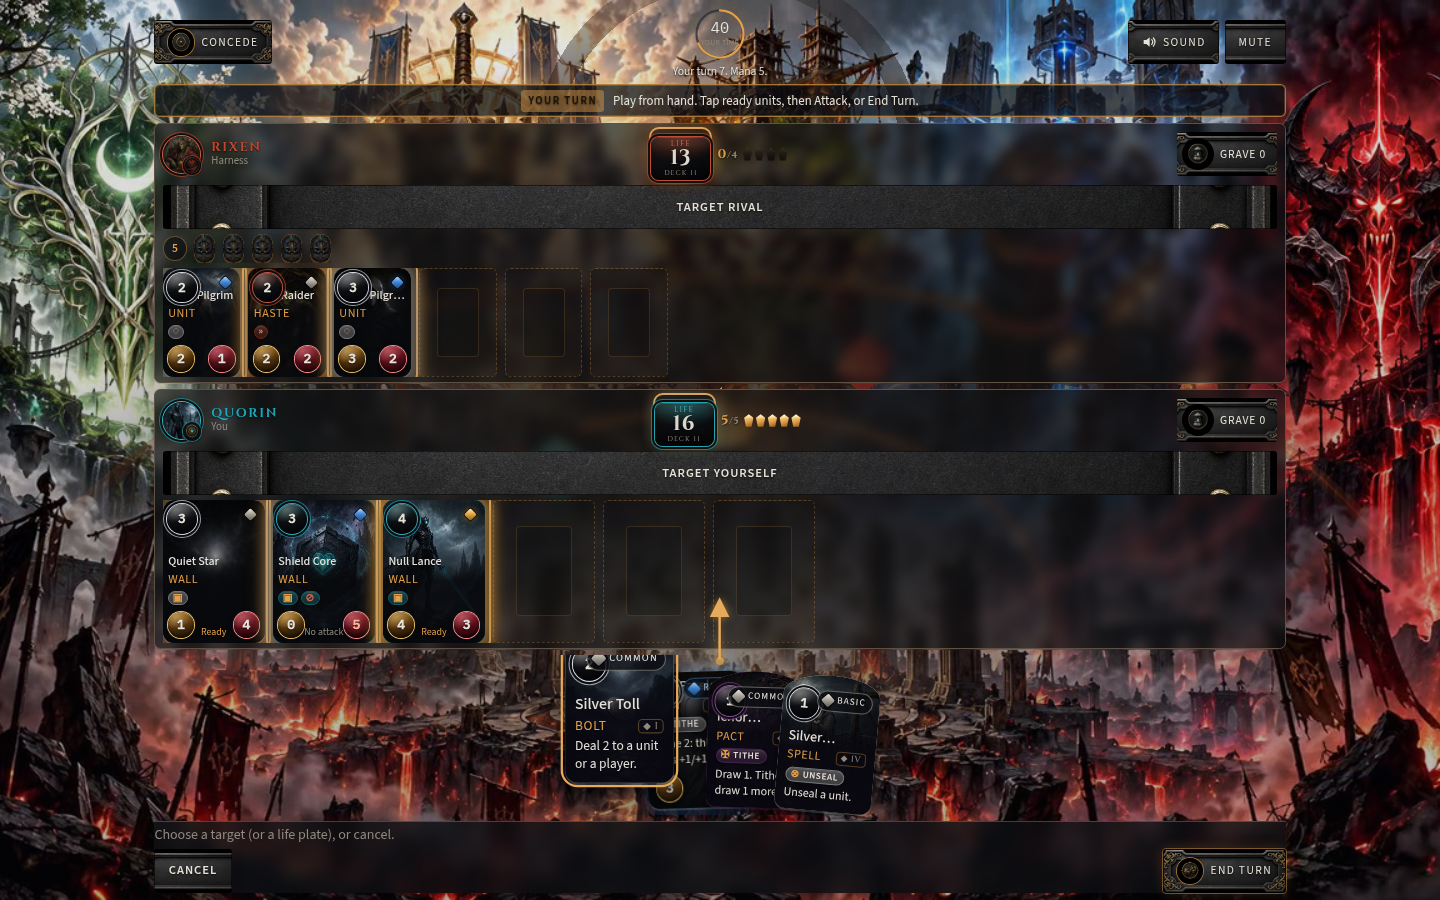 CONCEDE
40
Your turn 7. Mana 5.
SOUND
MUTE
YOUR TURN
Play from hand. Tap ready units, then Attack, or End Turn.
RIXEN
Harness
LIFE
13
DECK 11
0/4
GRAVE 0
TARGET RIVAL
5
2
Pilgrim
UNIT
2
1
2
Raider
HASTE
2
2
3
Pilgr...
UNIT
3
2
QUORIN
You
LIFE
16
DECK 11
5/5
GRAVE 0
TARGET YOURSELF
3
Quiet Star
WALL
1
Ready
4
3
Shield Core
WALL
0
No attack
5
4
Null Lance
WALL
4
Ready
3
COMMON
Silver Toll
BOLT
I
Deal 2 to a unit
or a player.
+1/+1
3
PACT
TITHE
Draw 1.
draw 1 more
1
BASIC
Silver...
SPELL
IV
UNSEAL
Unseal a unit.
Choose a target (or a life plate), or cancel.
CANCEL
END TURN